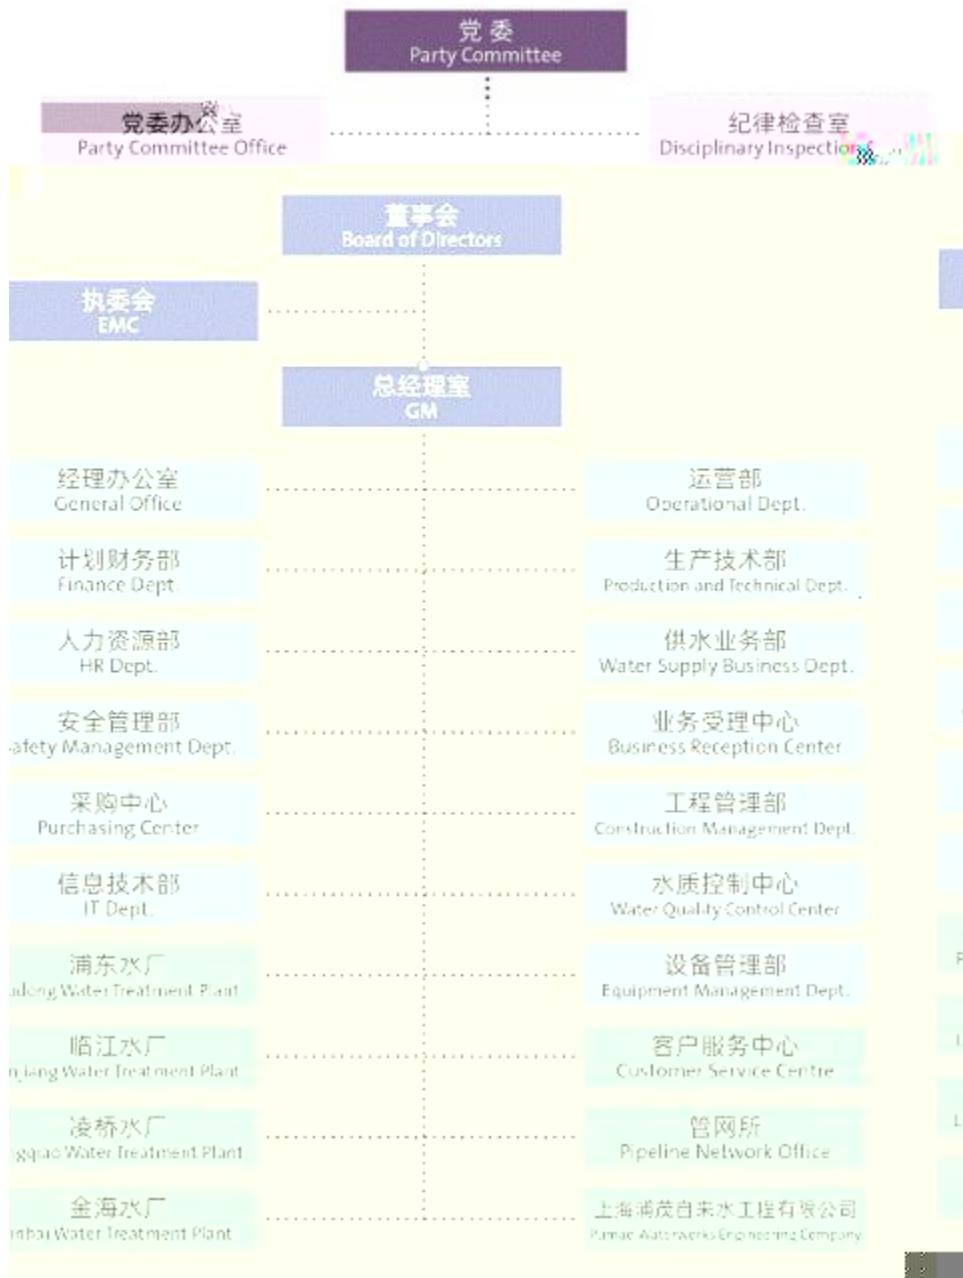 党委
Party Committee
党委办公室
Party Committee Office
纪律检查室
Disciplinary Inspection
董事会
Board of Directors
执委会
EMC
总经理室
GM
经理办公室
General Office
运营部
Operational Dept.
计划财务部
Finance Dept.
生产技术部
Production and Technical Dept.
人力资源部
HR Dept.
供水业务部
Water Supply Business Dept.
安全管理部
afety Management Dept.
业务受理中心
Business Reception Center
采购中心
Purchasing Center
工程管理部
Construction Management Dept.
信息技术部
IT Dept.
水质控制中心
Water Quality Control Center
浦东水厂
udong Water Treatment Plant
设备管理部
Equipment Management Dept.
临江水厂
njiang Water Treatment Plant
客户服务中心
Customer Service Centre
凌桥水厂
gqiao Water Treatment Plant
管网所
Pipeline Network Office
金海水厂
nhai Water Treatment Plant
上海浦茂自来水工程有限公司
Pumao Waterworks Engineering Company